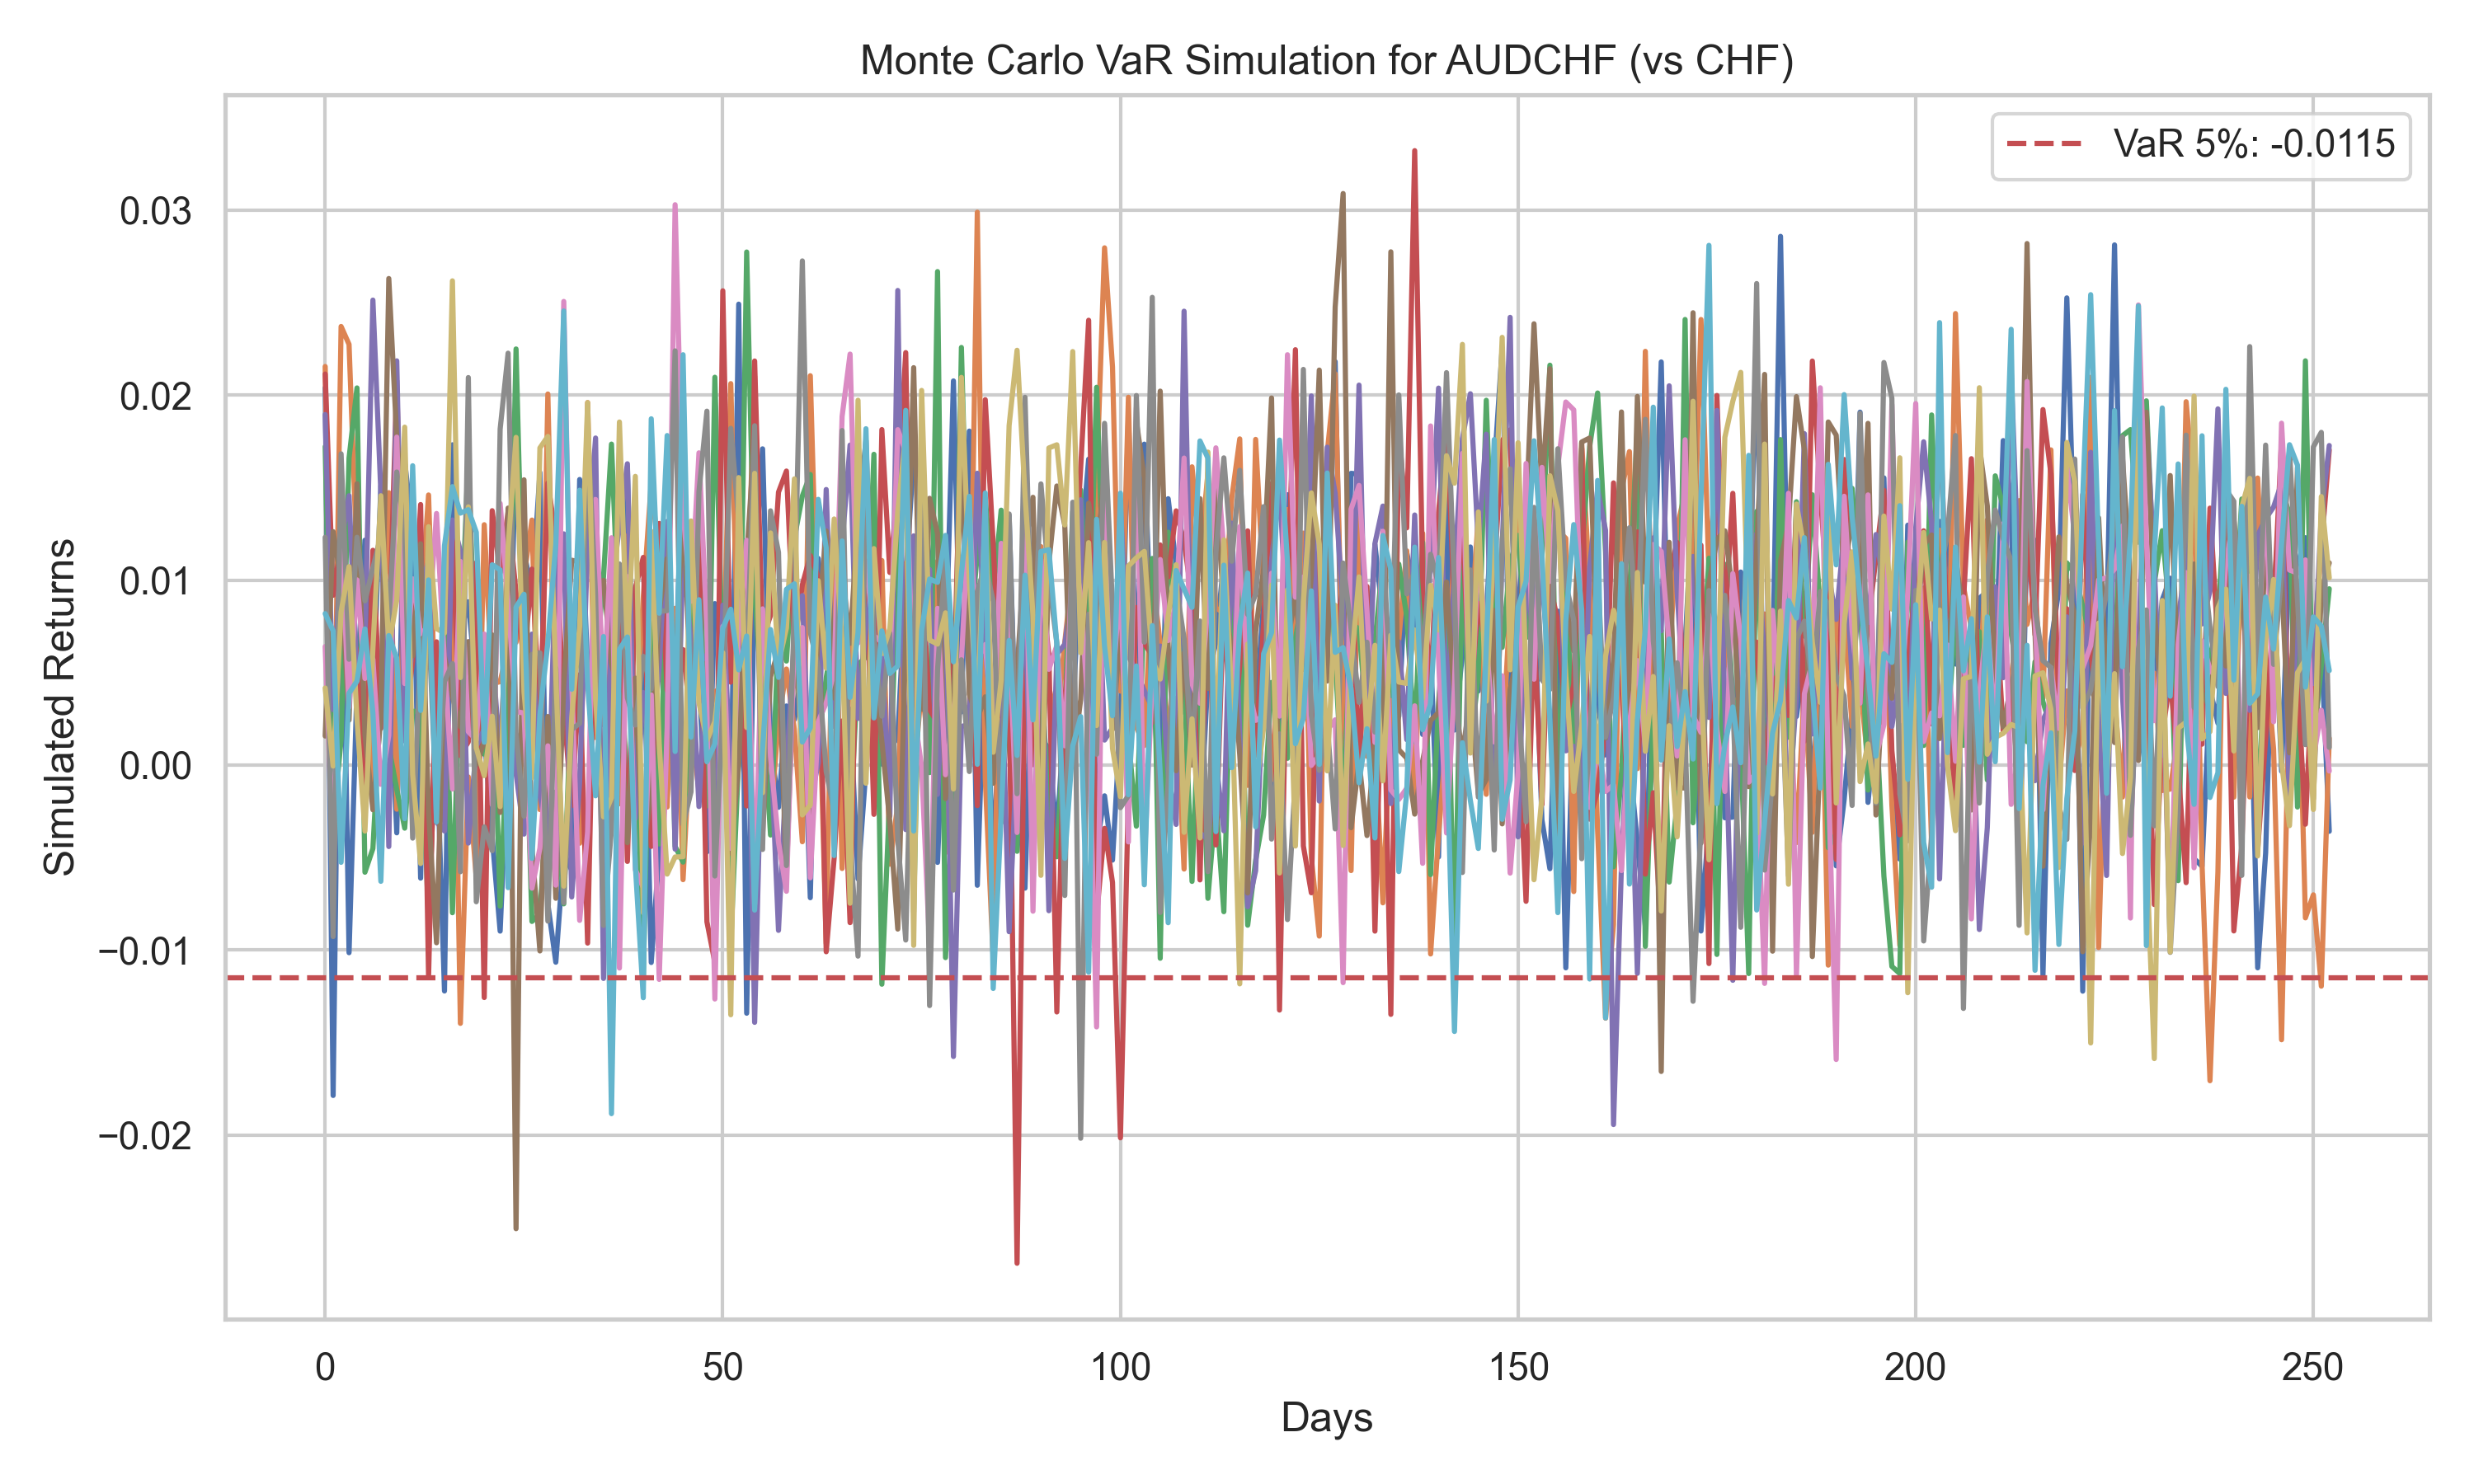 Monte Carlo VaR Simulation for AUDCHF (vs CHF)
VaR 5%: -0.0115
0.03
0.02
0.01
0.00
−0.01
−0.02
Simulated Returns
0 50 100 150 200 250
Days